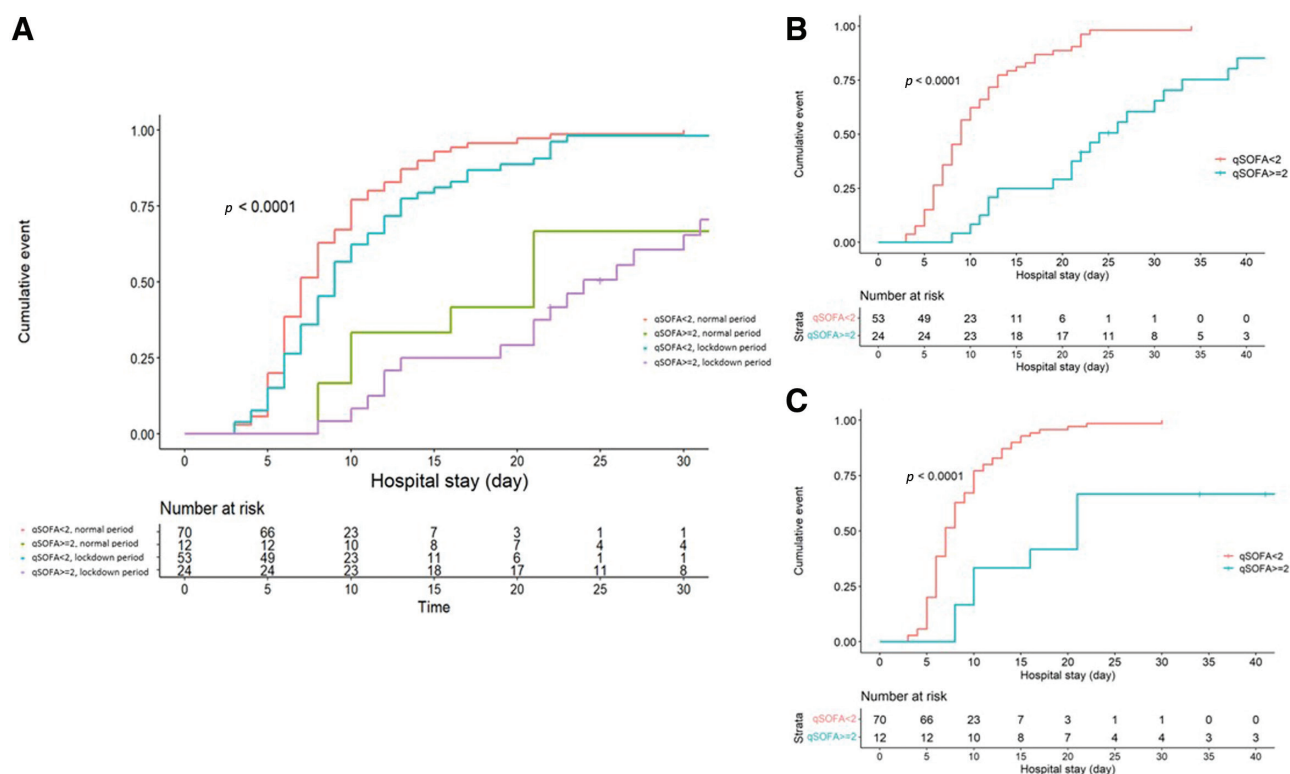 A
Cumulative event
1.00
0.75
0.50
0.25
0.00
p < 0.0001
qSOFA<2, normal period
qSOFA>=2, normal period
qSOFA<2, lockdown period
qSOFA>=2, lockdown period
0 5 10 15 20 25 30
Hospital stay (day)
Number at risk
qSOFA<2, normal period 70 66 23 7 3 1 1
qSOFA>=2, normal period 12 12 10 8 7 4 4
qSOFA<2, lockdown period 53 49 23 11 6 1 1
qSOFA>=2, lockdown period 24 24 23 18 17 11 8
0 5 10 15 20 25 30
Time
B
Cumulative event
1.00
0.75
0.50
0.25
0.00
p < 0.0001
qSOFA<2
qSOFA>=2
0 5 10 15 20 25 30 35 40
Hospital stay (day)
Number at risk
Strata
qSOFA<2 53 49 23 11 6 1 1 0 0
qSOFA>=2 24 24 23 18 17 11 8 5 3
0 5 10 15 20 25 30 35 40
Hospital stay (day)
C
Cumulative event
1.00
0.75
0.50
0.25
0.00
p < 0.0001
qSOFA<2
qSOFA>=2
0 5 10 15 20 25 30 35 40
Hospital stay (day)
Number at risk
Strata
qSOFA<2 70 66 23 7 3 1 1 0 0
qSOFA>=2 12 12 10 8 7 4 4 3 3
0 5 10 15 20 25 30 35 40
Hospital stay (day)